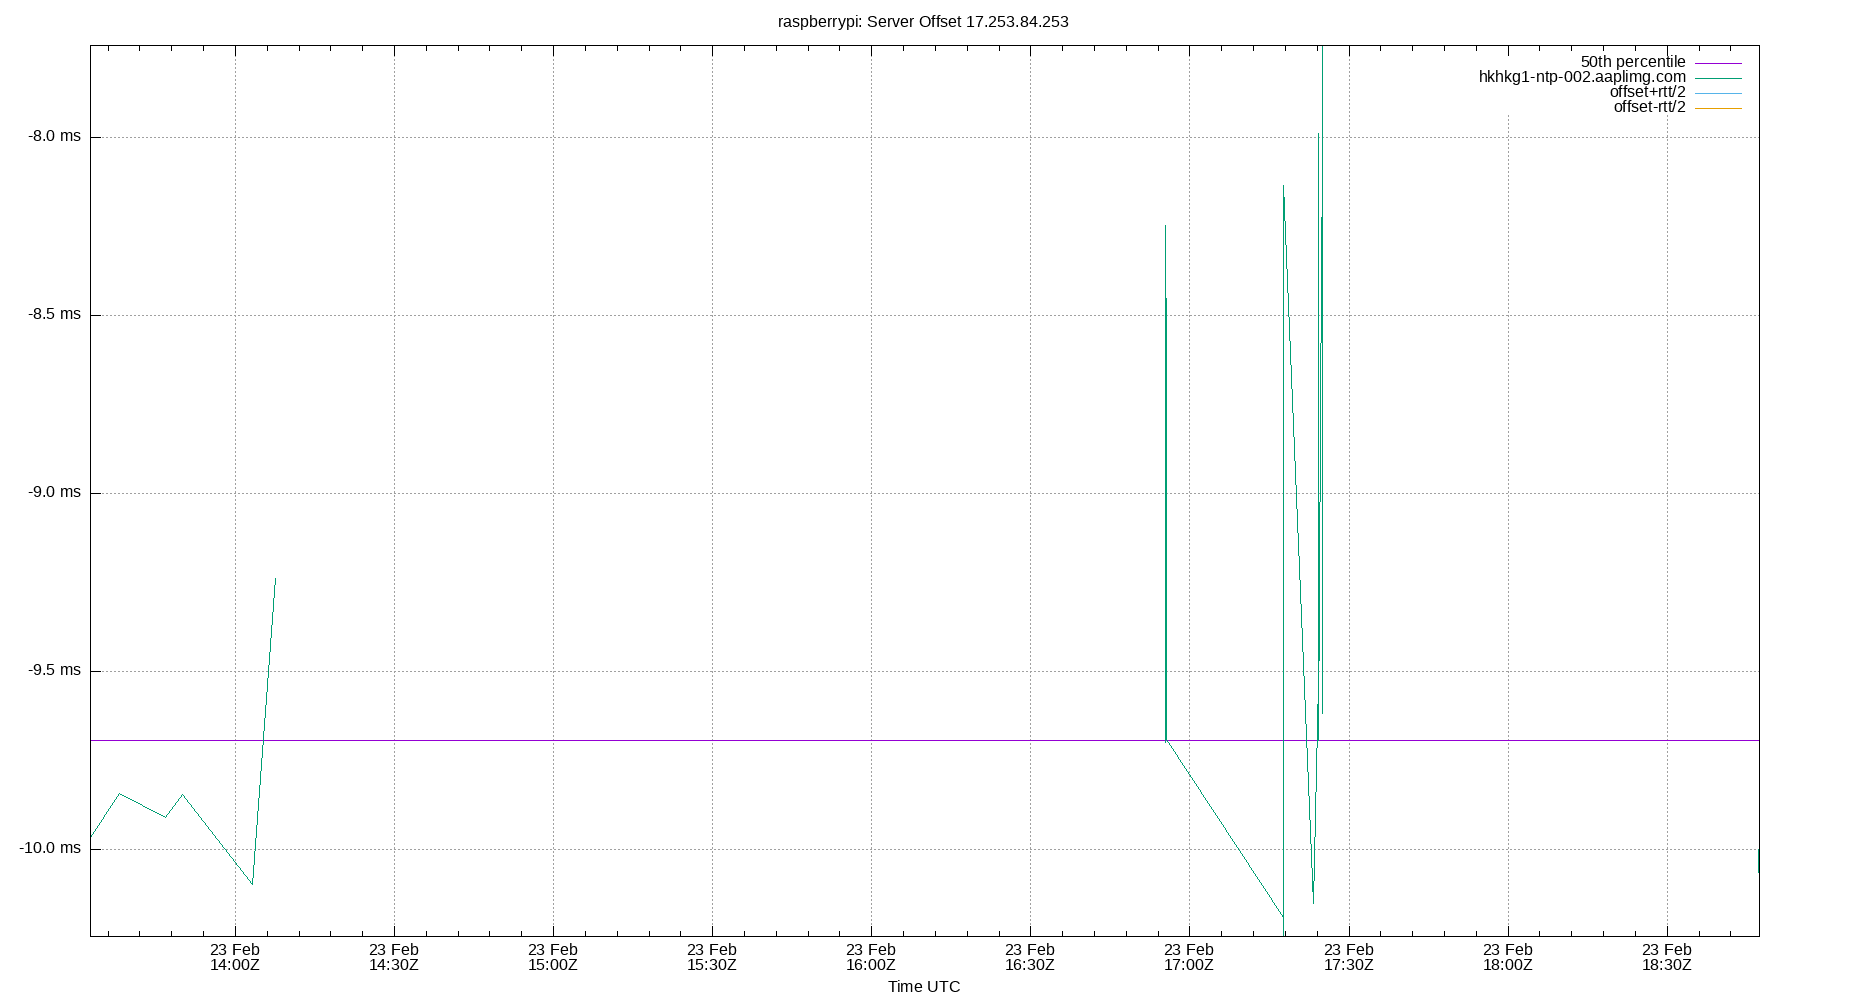 raspberrypi: Server Offset 17.253.84.253
50th percentile
hkhkg1-ntp-002.aaplimg.com
offset+rtt/2
offset-rtt/2
-8.0 ms
-8.5 ms
-9.0 ms
-9.5 ms
-10.0 ms
23 Feb 23 Feb 23 Feb 23 Feb 23 Feb 23 Feb 23 Feb 23 Feb 23 Feb 23 Feb
14:00Z 14:30Z 15:00Z 15:30Z 16:00Z 16:30Z 17:00Z 17:30Z 18:00Z 18:30Z
Time UTC